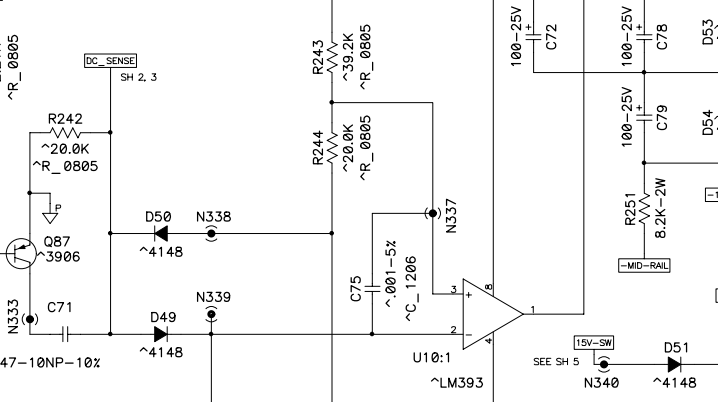 ^R_0805
DC_SENSE
SH 2, 3
R242
^20.0K
^R_0805
P
Q87
^3906
N333
C71
47-10NP-10%
D50
^4148
N338
D49
^4148
N339
R243
^39.2K
^R_0805
R244
^20.0K
^R_0805
N337
C75
^.001-5%
^C_1206
3
+
2
-
8
4
1
U10:1
^LM393
100-25V
+
C72
100-25V
+
C78
D53
100-25V
+
C79
D54
R251
8.2K-2W
-MID-RAIL
15V-SW
SEE SH 5
N340
D51
^4148